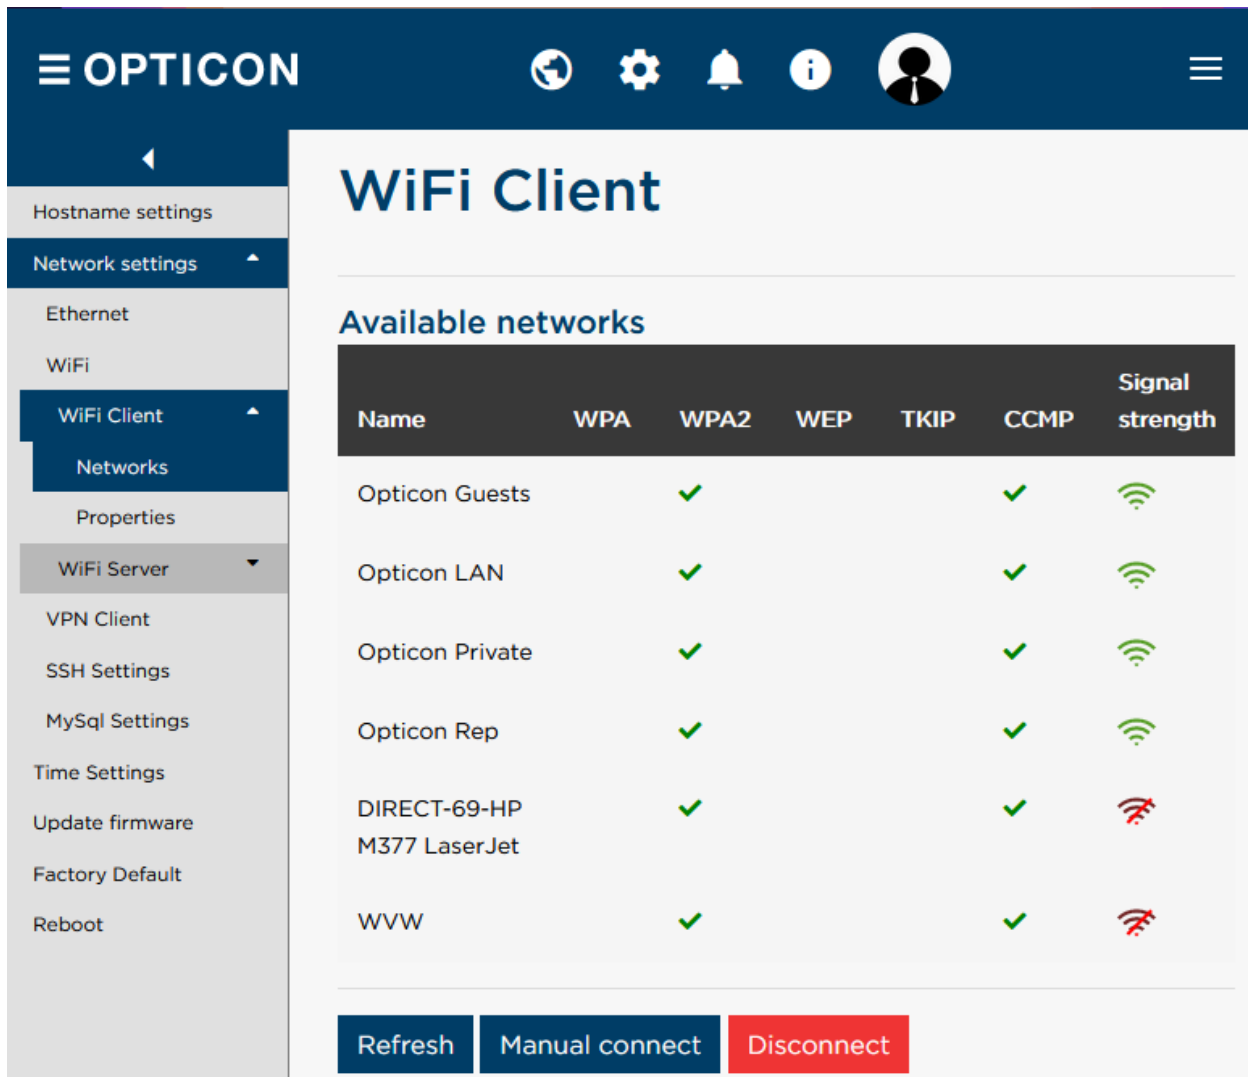 OPTICON
Hostname settings
Network settings
Ethernet
WiFi
WiFi Client
Networks
Properties
WiFi Server
VPN Client
SSH Settings
MySql Settings
Time Settings
Update firmware
Factory Default
Reboot
WiFi Client
Available networks
Name WPA WPA2 WEP TKIP CCMP Signal
strength
Opticon Guests
Opticon LAN
Opticon Private
Opticon Rep
DIRECT-69-HP
M377 LaserJet
WVW
Refresh Manual connect Disconnect